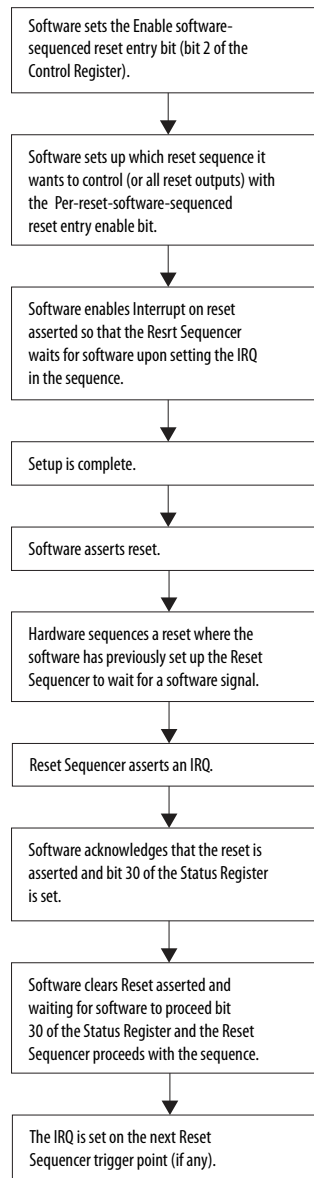 Software sets the Enable software-
sequenced reset entry bit (bit 2 of the
Control Register).
Software sets up which reset sequence it
wants to control (or all reset outputs) with
the Per-reset-software-sequenced
reset entry enable bit.
Software enables Interrupt on reset
asserted so that the Resrt Sequencer
waits for software upon setting the IRQ
in the sequence.
Setup is complete.
Software asserts reset.
Hardware sequences a reset where the
software has previously set up the Reset
Sequencer to wait for a software signal.
Reset Sequencer asserts an IRQ.
Software acknowledges that the reset is
asserted and bit 30 of the Status Register
is set.
Software clears Reset asserted and
waiting for software to proceed bit
30 of the Status Register and the Reset
Sequencer proceeds with the sequence.
The IRQ is set on the next Reset
Sequencer trigger point (if any).